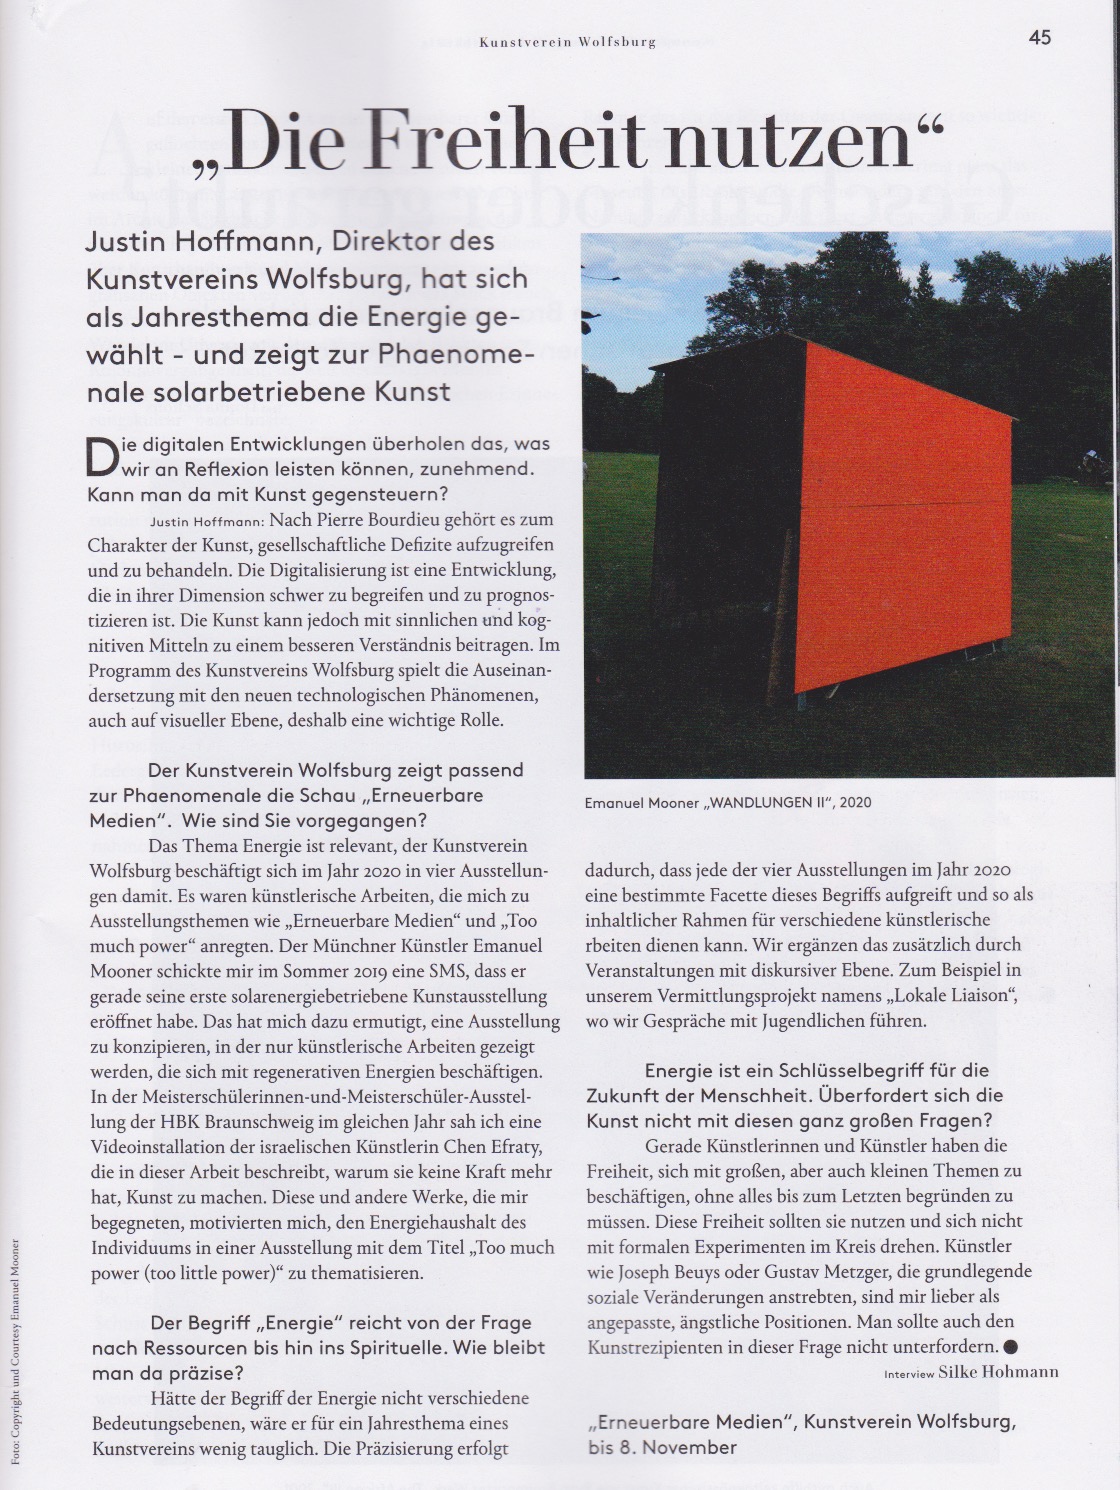 Kunstverein Wolfsburg
45
„Die Freiheit nutzen“
Justin Hoffmann, Direktor des
Kunstvereins Wolfsburg, hat sich
als Jahresthema die Energie ge-
wählt - und zeigt zur Phaenome-
nale solarbetriebene Kunst
Die digitalen Entwicklungen überholen das, was
wir an Reflexion leisten können, zunehmend.
Kann man da mit Kunst gegensteuern?
Justin Hoffmann: Nach Pierre Bourdieu gehört es zum
Charakter der Kunst, gesellschaftliche Defizite aufzugreifen
und zu behandeln. Die Digitalisierung ist eine Entwicklung,
die in ihrer Dimension schwer zu begreifen und zu prognos-
tizieren ist. Die Kunst kann jedoch mit sinnlichen und kog-
nitiven Mitteln zu einem besseren Verständnis beitragen. Im
Programm des Kunstvereins Wolfsburg spielt die Auseinan-
dersetzung mit den neuen technologischen Phänomenen,
auch auf visueller Ebene, deshalb eine wichtige Rolle.
Der Kunstverein Wolfsburg zeigt passend
zur Phaenomenale die Schau „Erneuerbare
Medien“. Wie sind Sie vorgegangen?
Das Thema Energie ist relevant, der Kunstverein
Wolfsburg beschäftigt sich im Jahr 2020 in vier Ausstellun-
gen damit. Es waren künstlerische Arbeiten, die mich zu
Ausstellungsthemen wie „Erneuerbare Medien“ und „Too
much power“ anregten. Der Münchner Künstler Emanuel
Mooner schickte mir im Sommer 2019 eine SMS, dass er
gerade seine erste solarenergiebetriebene Kunstausstellung
eröffnet habe. Das hat mich dazu ermutigt, eine Ausstellung
zu konzipieren, in der nur künstlerische Arbeiten gezeigt
werden, die sich mit regenerativen Energien beschäftigen.
In der Meisterschülerinnen-und-Meisterschüler-Ausstel-
lung der HBK Braunschweig im gleichen Jahr sah ich eine
Videoinstallation der israelischen Künstlerin Chen Efraty,
die in dieser Arbeit beschreibt, warum sie keine Kraft mehr
hat, Kunst zu machen. Diese und andere Werke, die mir
begegneten, motivierten mich, den Energiehaushalt des
Individuums in einer Ausstellung mit dem Titel „Too much
power (too little power)“ zu thematisieren.
Der Begriff „Energie“ reicht von der Frage
nach Ressourcen bis hin ins Spirituelle. Wie bleibt
man da präzise?
Hätte der Begriff der Energie nicht verschiedene
Bedeutungsebenen, wäre er für ein Jahresthema eines
Kunstvereins wenig tauglich. Die Präzisierung erfolgt
Emanuel Mooner „WANDLUNGEN II“, 2020
dadurch, dass jede der vier Ausstellungen im Jahr 2020
eine bestimmte Facette dieses Begriffs aufgreift und so als
inhaltlicher Rahmen für verschiedene künstlerische
rbeiten dienen kann. Wir ergänzen das zusätzlich durch
Veranstaltungen mit diskursiver Ebene. Zum Beispiel in
unserem Vermittlungsprojekt namens „Lokale Liaison“,
wo wir Gespräche mit Jugendlichen führen.
Energie ist ein Schlüsselbegriff für die
Zukunft der Menschheit. Überfordert sich die
Kunst nicht mit diesen ganz großen Fragen?
Gerade Künstlerinnen und Künstler haben die
Freiheit, sich mit großen, aber auch kleinen Themen zu
beschäftigen, ohne alles bis zum Letzten begründen zu
müssen. Diese Freiheit sollten sie nutzen und sich nicht
mit formalen Experimenten im Kreis drehen. Künstler
wie Joseph Beuys oder Gustav Metzger, die grundlegende
soziale Veränderungen anstrebten, sind mir lieber als
angepasste, ängstliche Positionen. Man sollte auch den
Kunstrezipienten in dieser Frage nicht unterfordern. ●
Interview Silke Hohmann
„Erneuerbare Medien“, Kunstverein Wolfsburg,
bis 8. November
Foto: Copyright und Courtesy Emanuel Mooner